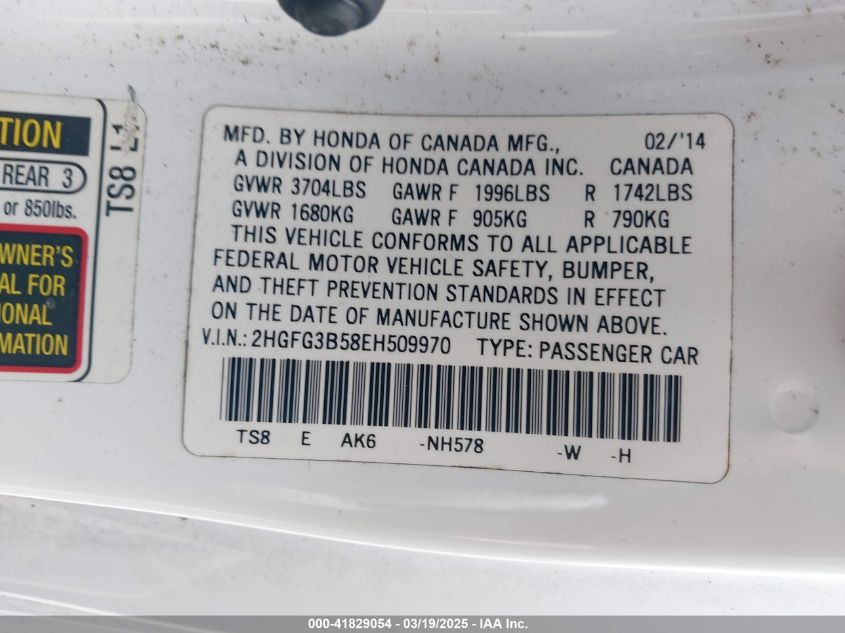 TION
REAR 3
or 850lbs.
WNER'S
AL FOR
ONAL
MATION
TS8 L1
MFD. BY HONDA OF CANADA MFG., 02/'14
A DIVISION OF HONDA CANADA INC. CANADA
GVWR 3704LBS GAWR F 1996LBS R 1742LBS
GVWR 1680KG GAWR F 905KG R 790KG
THIS VEHICLE CONFORMS TO ALL APPLICABLE
FEDERAL MOTOR VEHICLE SAFETY, BUMPER,
AND THEFT PREVENTION STANDARDS IN EFFECT
ON THE DATE OF MANUFACTURE SHOWN ABOVE.
V.I.N.: 2HGFG3B58EH509970 TYPE: PASSENGER CAR
TS8 E AK6 -NH578 -W -H
000-41829054 - 03/19/2025 - IAA Inc.